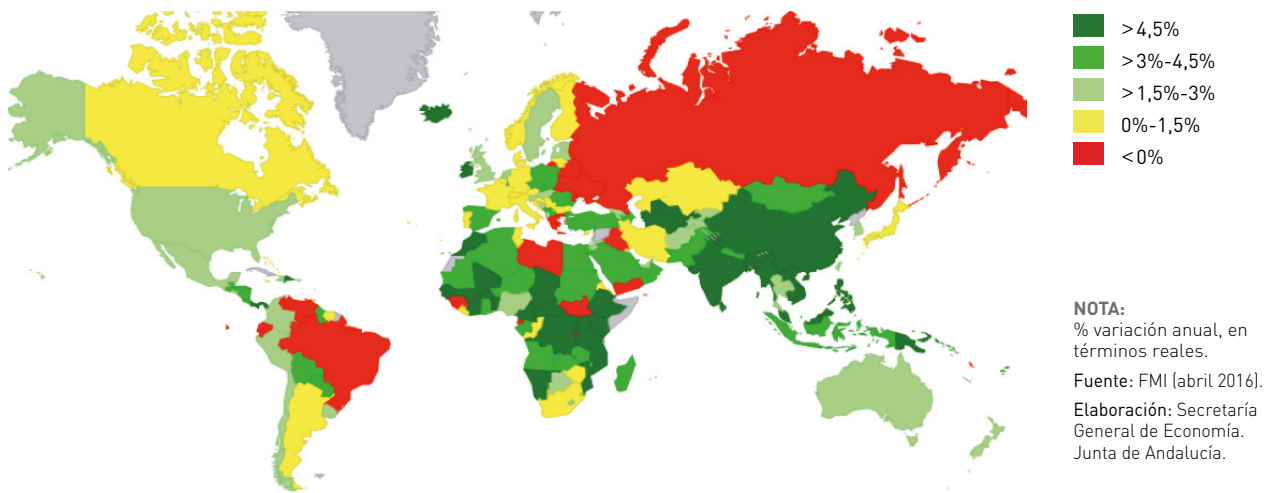 >4,5%
>3%-4,5%
>1,5%-3%
0%-1,5%
<0%
NOTA:
% variación anual, en
términos reales.
Fuente: FMI (abril 2016).
Elaboración: Secretaría
General de Economía.
Junta de Andalucía.